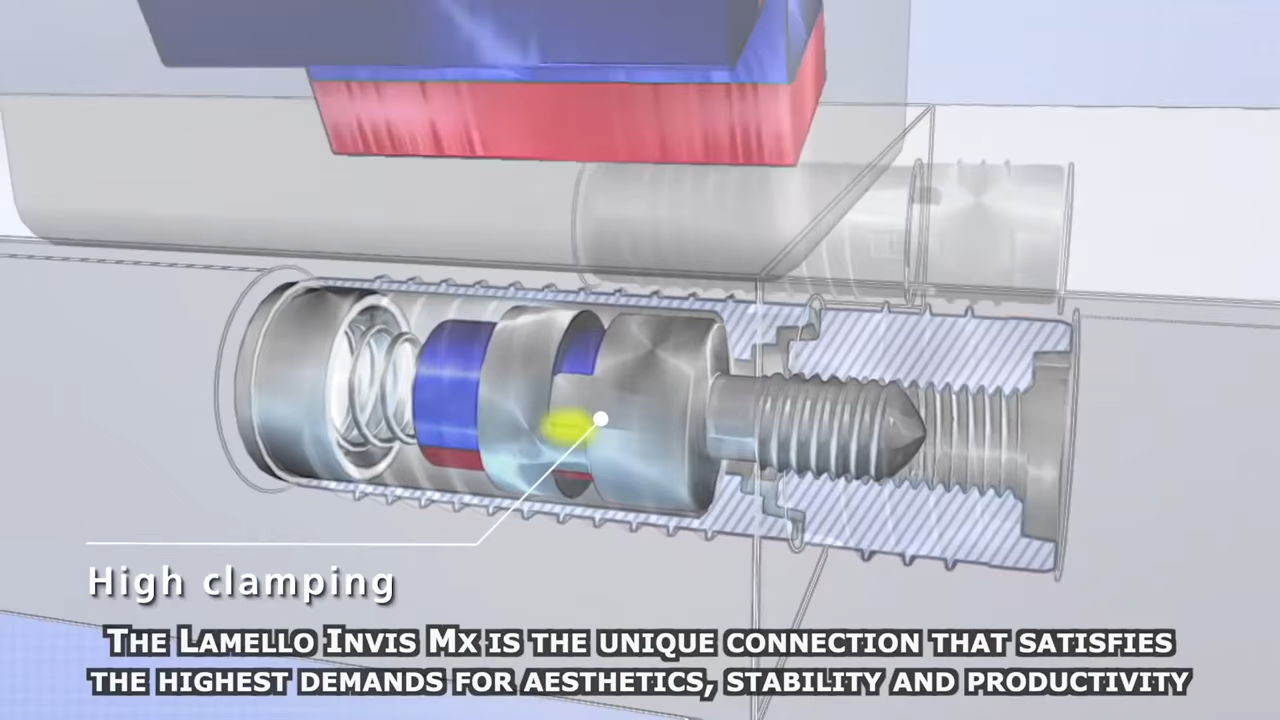 High clamping
The Lamello Invis Mx is the unique connection that satisfies
the highest demands for aesthetics, stability and productivity